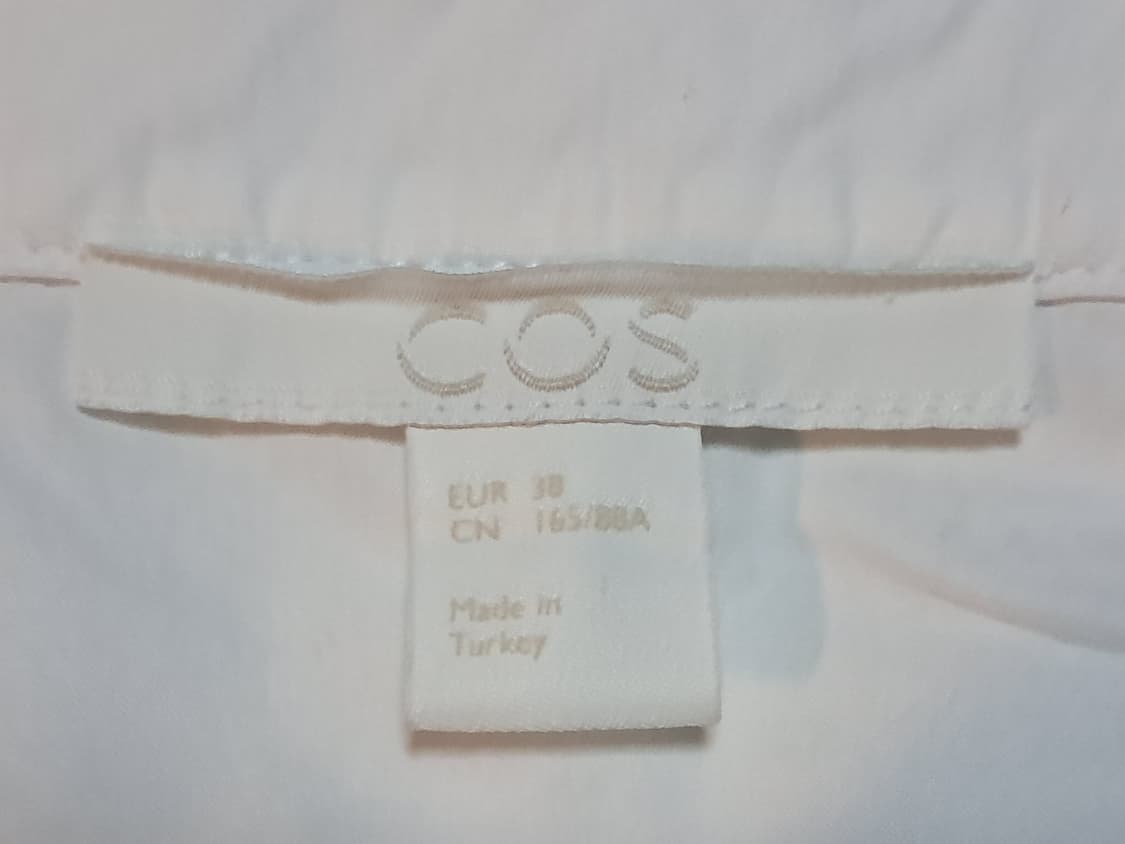 COS
EUR 38
CN 165/88A
Made in
Turkey